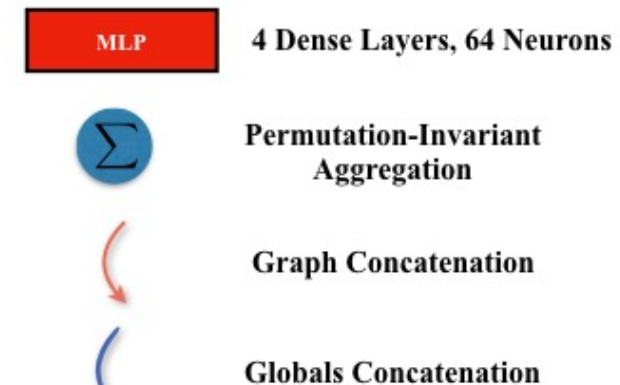 MLP 4 Dense Layers, 64 Neurons
Σ Permutation-Invariant
Aggregation
Graph Concatenation
Globals Concatenation